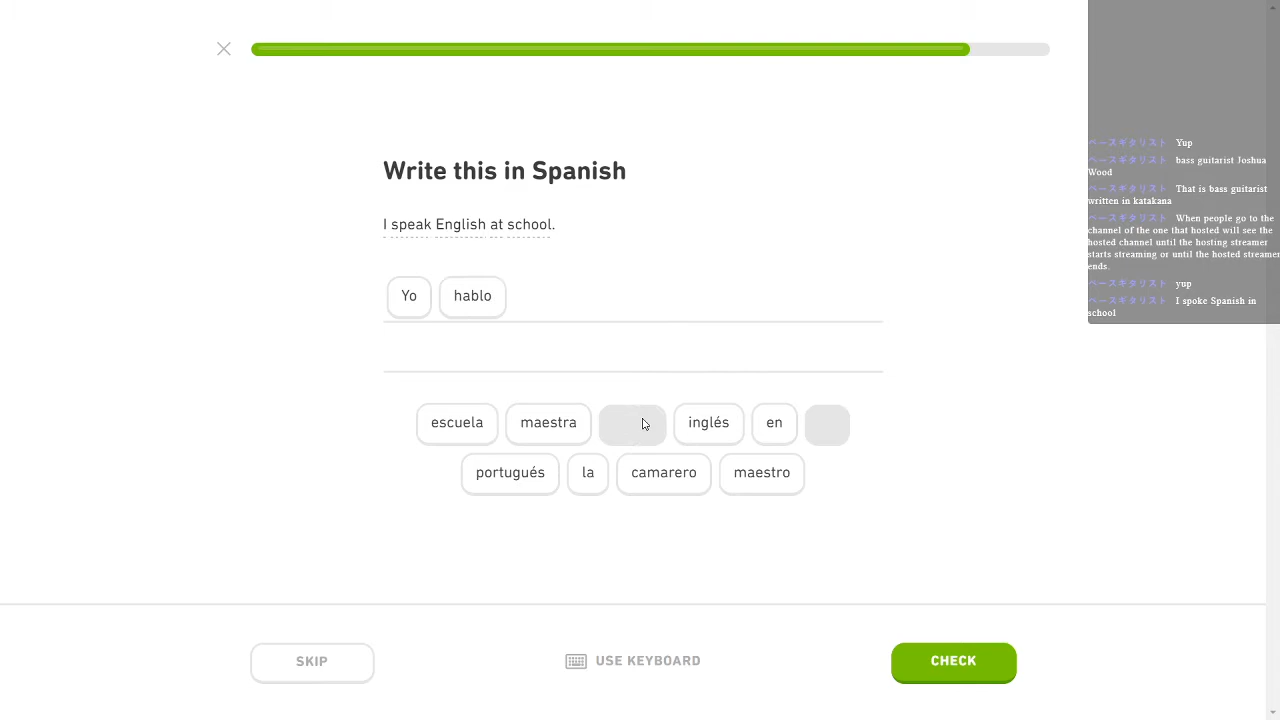 Write this in Spanish
I speak English at school.
Yo hablo
escuela maestra inglés en
portugués la camarero maestro
SKIP USE KEYBOARD CHECK
ベースギタリスト Yup
ベースギタリスト bass guitarist Joshua
Wood
ベースギタリスト That is bass guitarist
written in katakana
ベースギタリスト When people go to the
channel of the one that hosted will see the
hosted channel until the hosting streamer
starts streaming or until the hosted streamer
ends.
ベースギタリスト yup
ベースギタリスト I spoke Spanish in
school